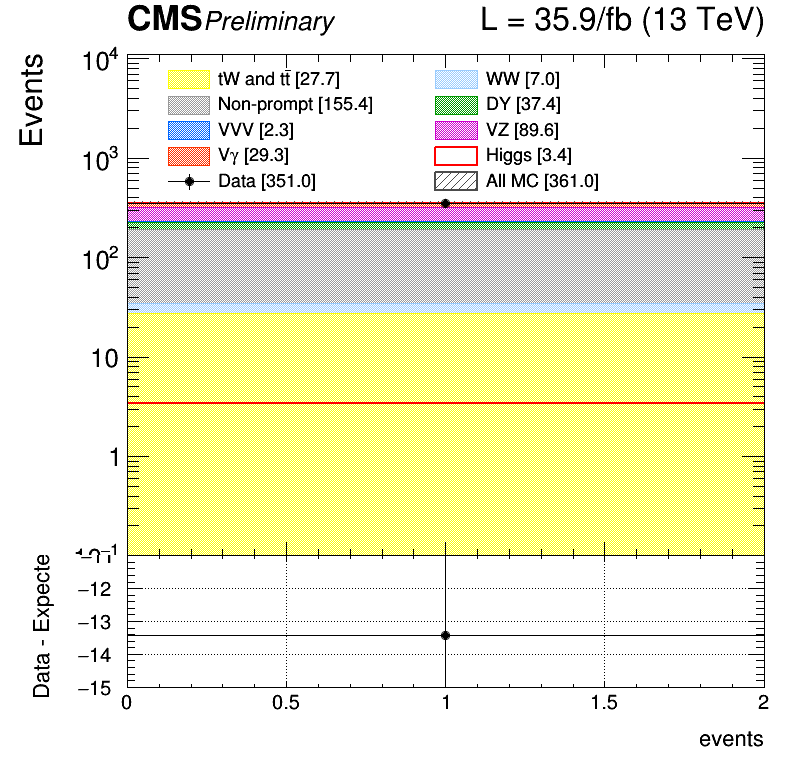 CMS Preliminary L = 35.9/fb (13 TeV)
Events
10⁴
10³
10²
10
1
tW and tt̄ [27.7] WW [7.0]
Non-prompt [155.4] DY [37.4]
VVV [2.3] VZ [89.6]
Vγ [29.3] Higgs [3.4]
Data [351.0] All MC [361.0]
Data - Expecte
−12
−13
−14
−15
0 0.5 1 1.5 2
events